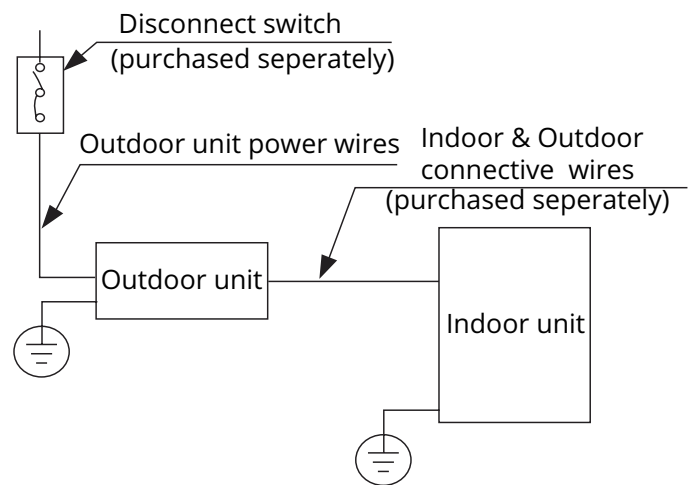 Disconnect switch
(purchased seperately)
Outdoor unit power wires
Indoor & Outdoor
connective wires
(purchased seperately)
Outdoor unit
Indoor unit